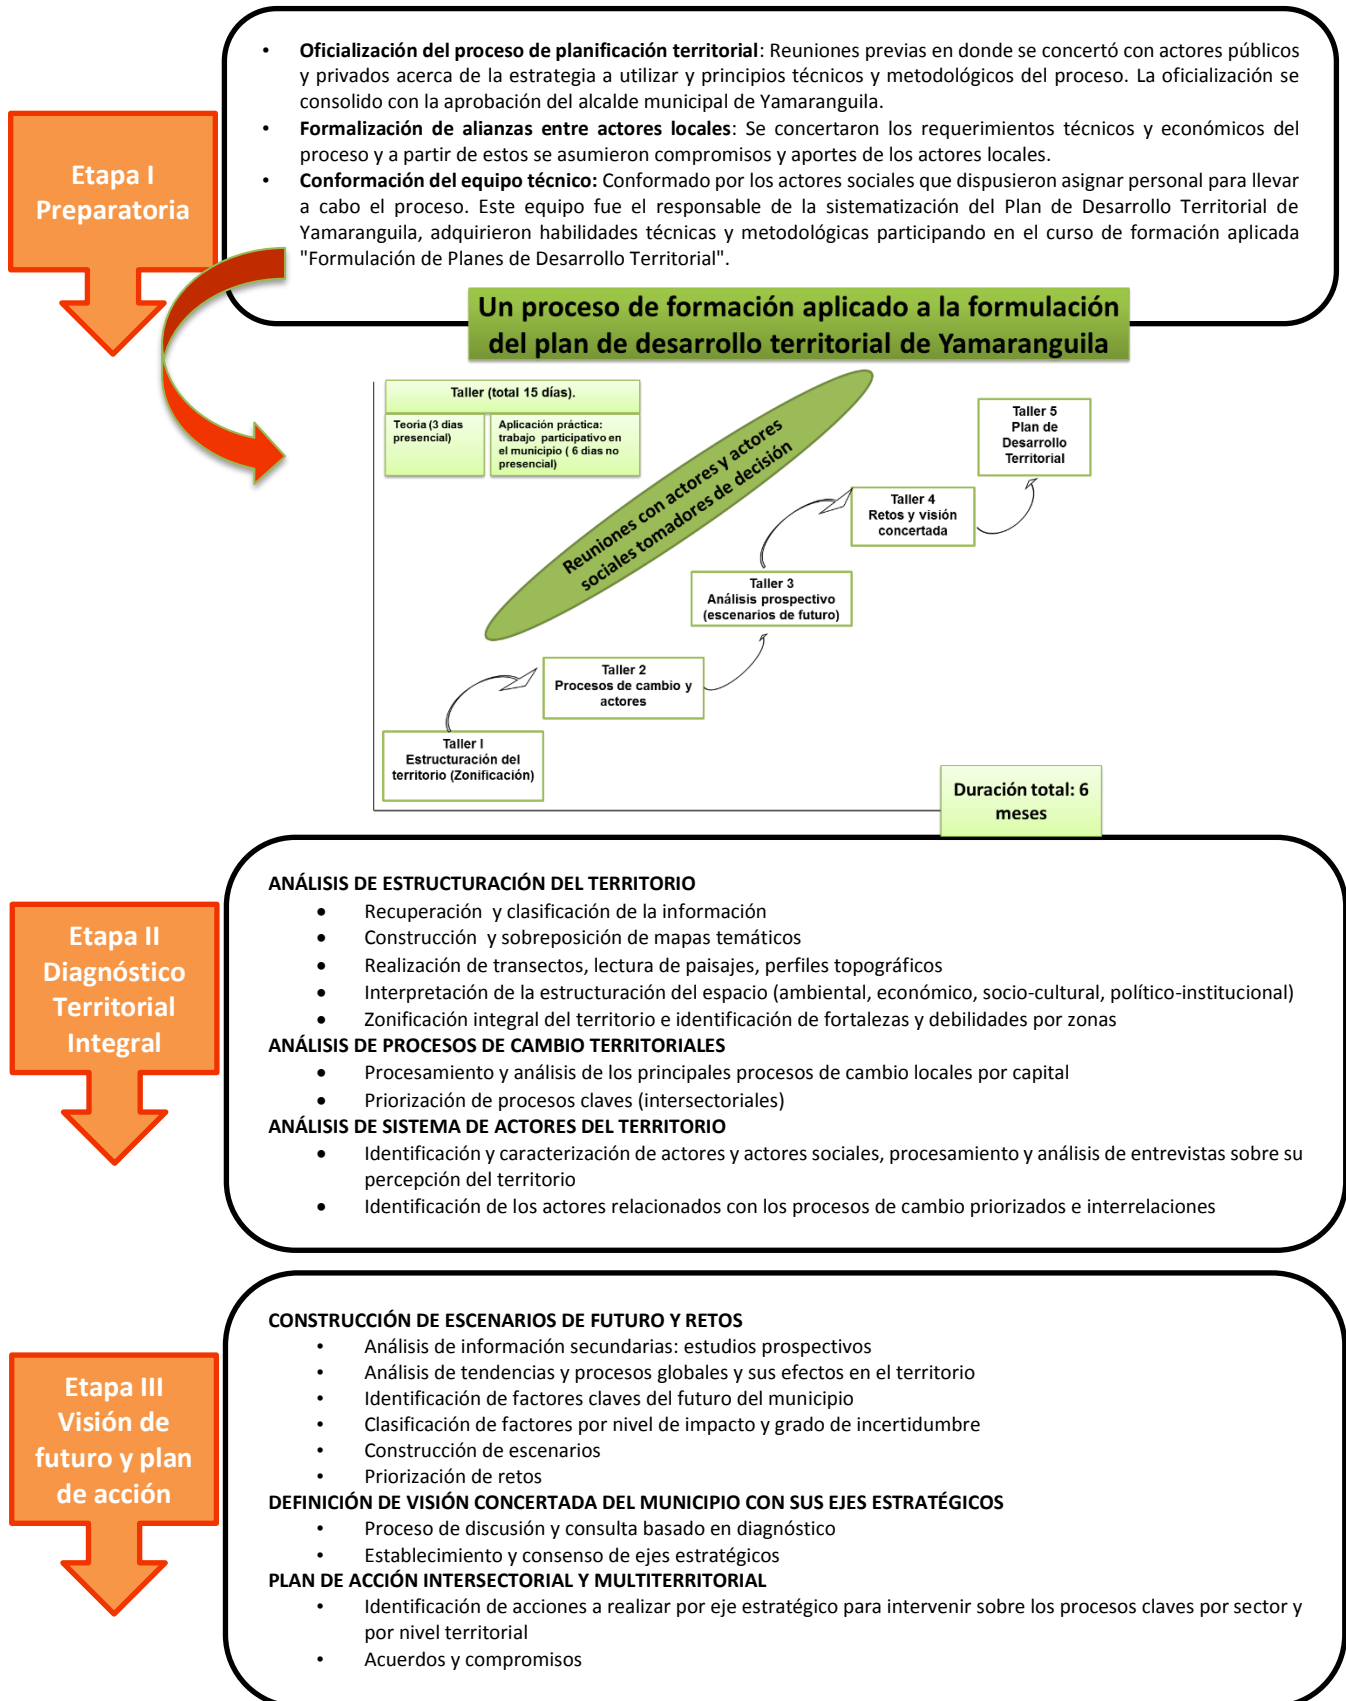 Etapa I
Preparatoria
• Oficialización del proceso de planificación territorial: Reuniones previas en donde se concertó con actores públicos
y privados acerca de la estrategia a utilizar y principios técnicos y metodológicos del proceso. La oficialización se
consolido con la aprobación del alcalde municipal de Yamaranguila.
• Formalización de alianzas entre actores locales: Se concertaron los requerimientos técnicos y económicos del
proceso y a partir de estos se asumieron compromisos y aportes de los actores locales.
• Conformación del equipo técnico: Conformado por los actores sociales que dispusieron asignar personal para llevar
a cabo el proceso. Este equipo fue el responsable de la sistematización del Plan de Desarrollo Territorial de
Yamaranguila, adquirieron habilidades técnicas y metodológicas participando en el curso de formación aplicada
"Formulación de Planes de Desarrollo Territorial".
Un proceso de formación aplicado a la formulación
del plan de desarrollo territorial de Yamaranguila
Taller (total 15 días).
Teoría (3 dias
presencial)
Aplicación práctica:
trabajo participativo en
el municipio ( 6 dias no
presencial)
Reuniones con actores y actores
sociales tomadores de decisión
Taller 5
Plan de
Desarrollo
Territorial
Taller 4
Retos y visión
concertada
Taller 3
Análisis prospectivo
(escenarios de futuro)
Taller 2
Procesos de cambio y
actores
Taller I
Estructuración del
territorio (Zonificación)
Duración total: 6
meses
Etapa II
Diagnóstico
Territorial
Integral
ANÁLISIS DE ESTRUCTURACIÓN DEL TERRITORIO
• Recuperación y clasificación de la información
• Construcción y sobreposición de mapas temáticos
• Realización de transectos, lectura de paisajes, perfiles topográficos
• Interpretación de la estructuración del espacio (ambiental, económico, socio-cultural, político-institucional)
• Zonificación integral del territorio e identificación de fortalezas y debilidades por zonas
ANÁLISIS DE PROCESOS DE CAMBIO TERRITORIALES
• Procesamiento y análisis de los principales procesos de cambio locales por capital
• Priorización de procesos claves (intersectoriales)
ANÁLISIS DE SISTEMA DE ACTORES DEL TERRITORIO
• Identificación y caracterización de actores y actores sociales, procesamiento y análisis de entrevistas sobre su
percepción del territorio
• Identificación de los actores relacionados con los procesos de cambio priorizados e interrelaciones
Etapa III
Visión de
futuro y plan
de acción
CONSTRUCCIÓN DE ESCENARIOS DE FUTURO Y RETOS
• Análisis de información secundarias: estudios prospectivos
• Análisis de tendencias y procesos globales y sus efectos en el territorio
• Identificación de factores claves del futuro del municipio
• Clasificación de factores por nivel de impacto y grado de incertidumbre
• Construcción de escenarios
• Priorización de retos
DEFINICIÓN DE VISIÓN CONCERTADA DEL MUNICIPIO CON SUS EJES ESTRATÉGICOS
• Proceso de discusión y consulta basado en diagnóstico
• Establecimiento y consenso de ejes estratégicos
PLAN DE ACCIÓN INTERSECTORIAL Y MULTITERRITORIAL
• Identificación de acciones a realizar por eje estratégico para intervenir sobre los procesos claves por sector y
por nivel territorial
• Acuerdos y compromisos